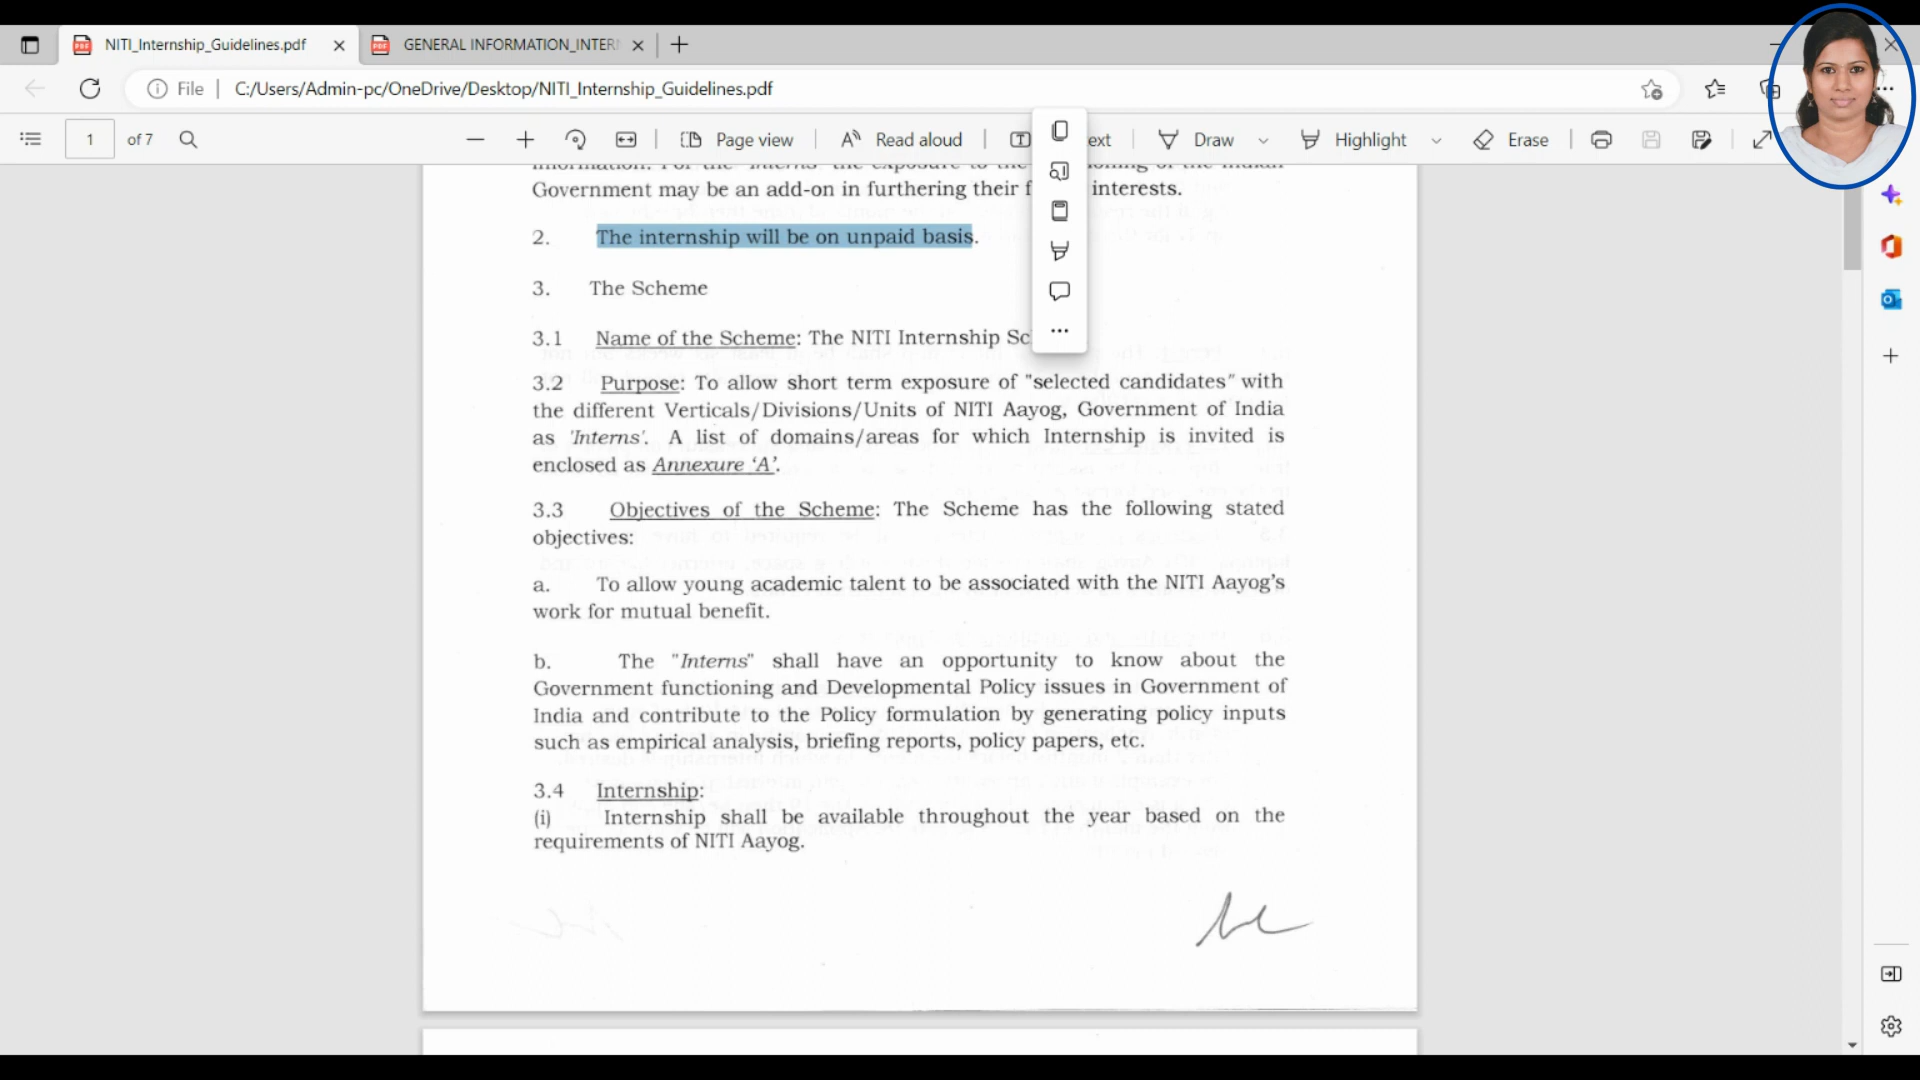 NITI_Internship_Guidelines.pdf
GENERAL INFORMATION_INTER
File
C:/Users/Admin-pc/OneDrive/Desktop/NITI_Internship_Guidelines.pdf
1 of 7
Page view
Read aloud
Draw
Highlight
Erase
Government may be an add-on in furthering their f interests.
2. The internship will be on unpaid basis.
3. The Scheme
3.1 Name of the Scheme: The NITI Internship Sc
3.2 Purpose: To allow short term exposure of "selected candidates" with
the different Verticals/Divisions/Units of NITI Aayog, Government of India
as 'Interns'. A list of domains/areas for which Internship is invited is
enclosed as Annexure 'A'.
3.3 Objectives of the Scheme: The Scheme has the following stated
objectives:
a. To allow young academic talent to be associated with the NITI Aayog's
work for mutual benefit.
b. The "Interns" shall have an opportunity to know about the
Government functioning and Developmental Policy issues in Government of
India and contribute to the Policy formulation by generating policy inputs
such as empirical analysis, briefing reports, policy papers, etc.
3.4 Internship:
(i) Internship shall be available throughout the year based on the
requirements of NITI Aayog.